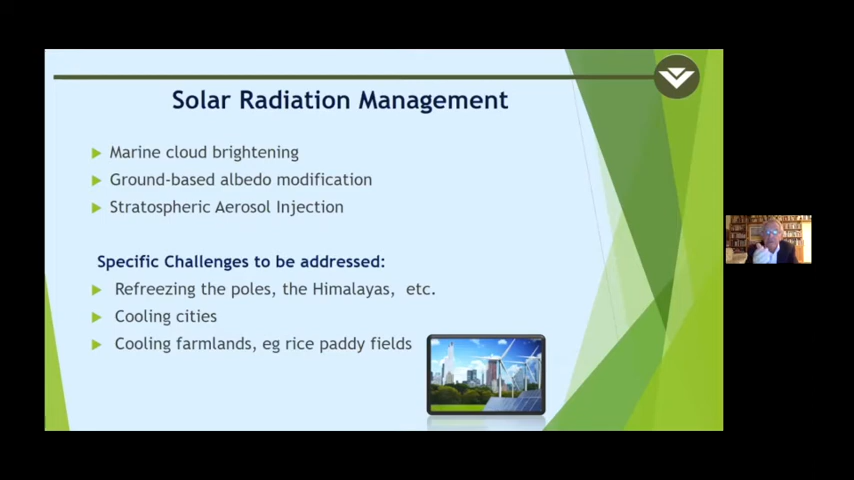 Solar Radiation Management
Marine cloud brightening
Ground-based albedo modification
Stratospheric Aerosol Injection
Specific Challenges to be addressed:
Refreezing the poles, the Himalayas, etc.
Cooling cities
Cooling farmlands, eg rice paddy fields